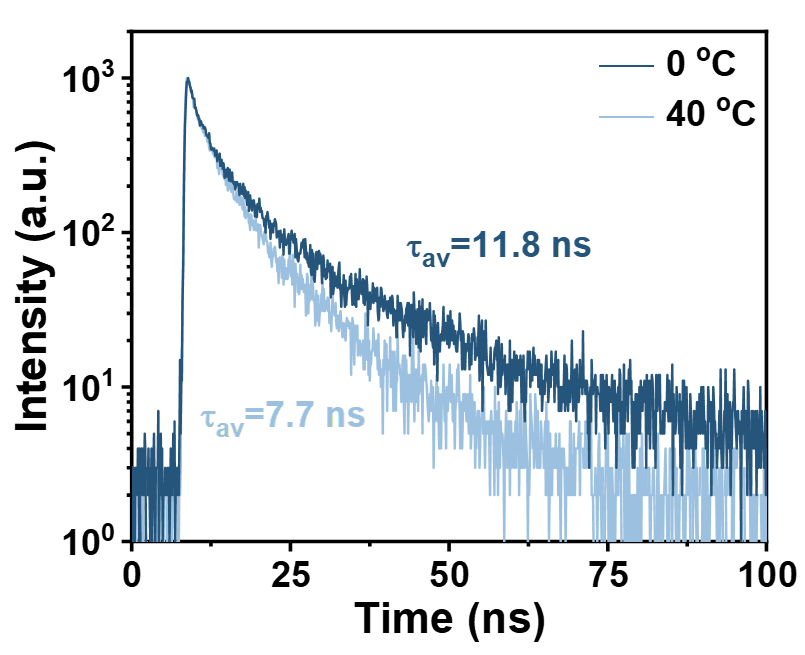 0 °C
40 °C
τav=11.8 ns
τav=7.7 ns
10³
10²
10¹
10⁰
Intensity (a.u.)
0 25 50 75 100
Time (ns)